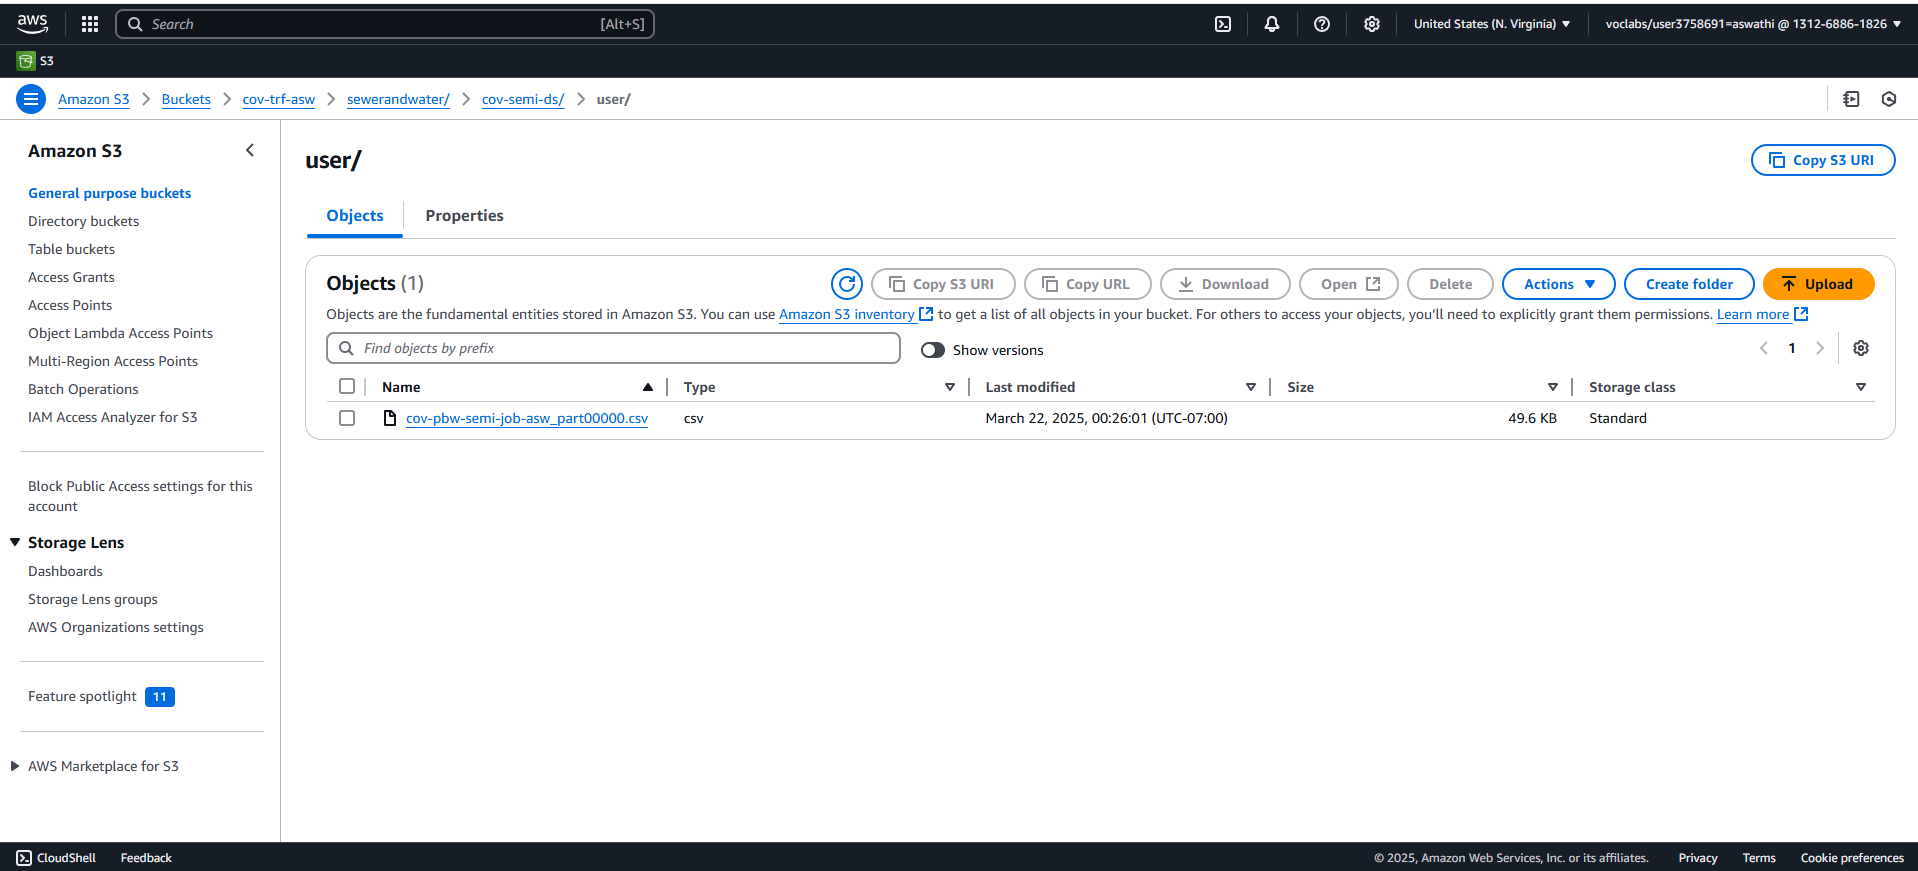 aws
Search [Alt+S]
United States (N. Virginia)
voclabs/user3758691=aswathi @ 1312-6886-1826
S3
Amazon S3 > Buckets > cov-trf-asw > sewerandwater/ > cov-semi-ds/ > user/
Amazon S3
General purpose buckets
Directory buckets
Table buckets
Access Grants
Access Points
Object Lambda Access Points
Multi-Region Access Points
Batch Operations
IAM Access Analyzer for S3
Block Public Access settings for this
account
Storage Lens
Dashboards
Storage Lens groups
AWS Organizations settings
Feature spotlight 11
AWS Marketplace for S3
user/
Copy S3 URI
Objects Properties
Objects (1)
Copy S3 URI Copy URL Download Open Delete Actions Create folder Upload
Objects are the fundamental entities stored in Amazon S3. You can use Amazon S3 inventory to get a list of all objects in your bucket. For others to access your objects, you'll need to explicitly grant them permissions. Learn more
Find objects by prefix
Show versions
1
Name Type Last modified Size Storage class
cov-pbw-semi-job-asw_part00000.csv csv March 22, 2025, 00:26:01 (UTC-07:00) 49.6 KB Standard
CloudShell Feedback
© 2025, Amazon Web Services, Inc. or its affiliates. Privacy Terms Cookie preferences